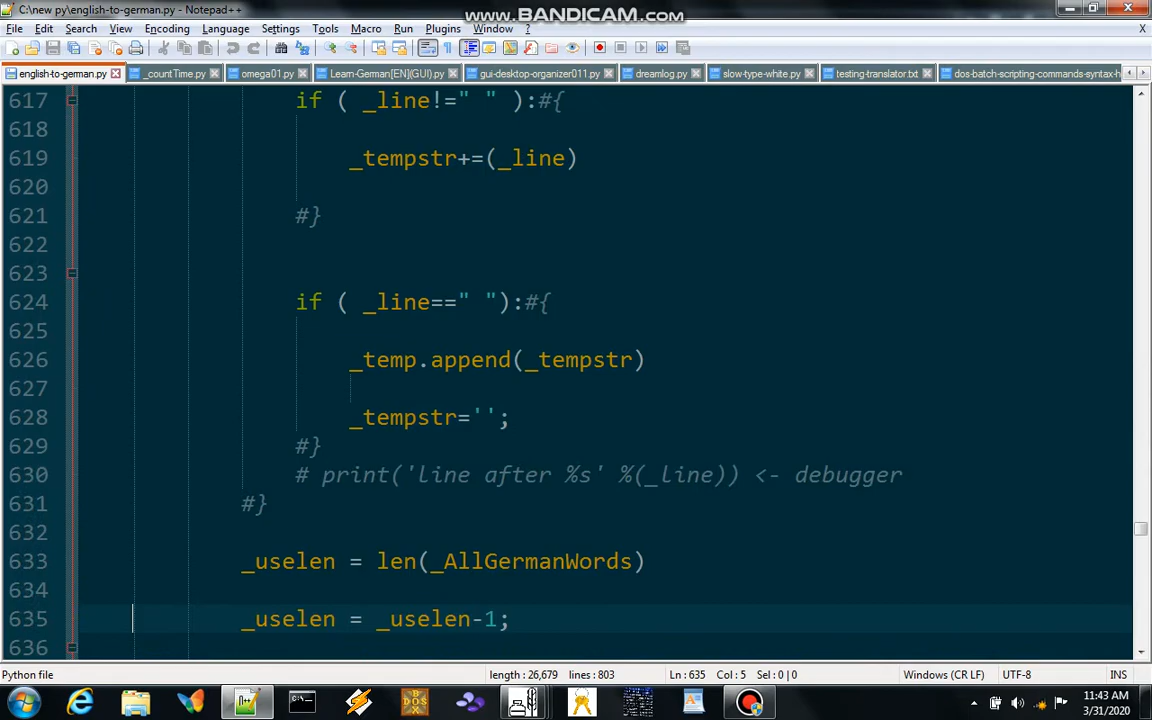 C:\new py\english-to-german.py - Notepad++
www.BANDICAM.com
File Edit Search View Encoding Language Settings Tools Macro Run Plugins Window ? X
english-to-german.py _countTime.py omega01.py Learn-German[EN](GUI).py gui-desktop-organizer011.py dreamlog.py slow-type-white.py testing-translator.txt dos-batch-scripting-commands-syntax-h
617 if ( _line!=" " ):#{
618
619 _tempstr+=(_line)
620
621 #}
622
623
624 if ( _line==" "):#{
625
626 _temp.append(_tempstr)
627
628 _tempstr='';
629 #}
630 # print('line after %s' %(_line)) <- debugger
631 #}
632
633 _uselen = len(_AllGermanWords)
634
635 _uselen = _uselen-1;
636
Python file length : 26,679 lines : 803 Ln : 635 Col : 5 Sel : 0 | 0 Windows (CR LF) UTF-8 INS
11:43 AM
3/31/2020